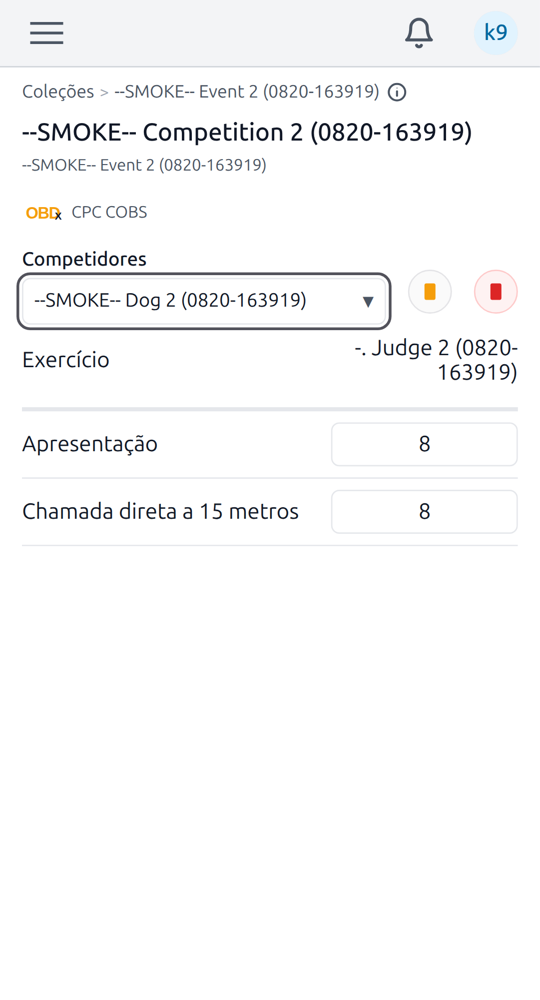 k9
Coleções > --SMOKE-- Event 2 (0820-163919)
--SMOKE-- Competition 2 (0820-163919)
--SMOKE-- Event 2 (0820-163919)
OBDx CPC COBS
Competidores
--SMOKE-- Dog 2 (0820-163919)
Exercício
-. Judge 2 (0820-
163919)
Apresentação 8
Chamada direta a 15 metros 8